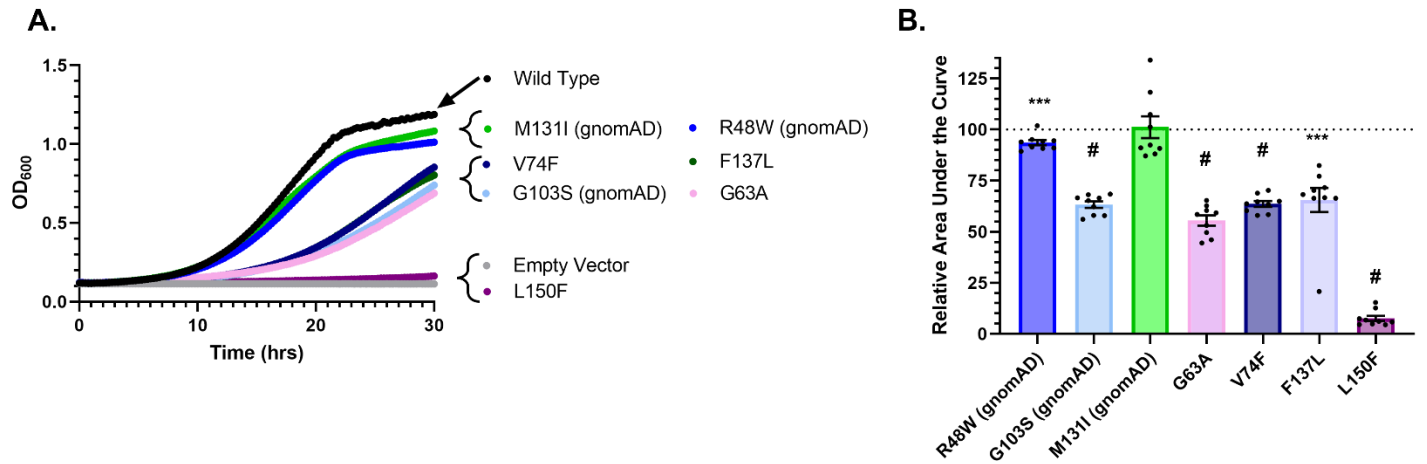 A.
1.5
1.0
0.5
0.0
OD600
0
10
20
30
Time (hrs)
Wild Type
M131I (gnomAD)
R48W (gnomAD)
V74F
F137L
G103S (gnomAD)
G63A
Empty Vector
L150F
B.
Relative Area Under the Curve
125
100
75
50
25
0
***
#
#
#
***
#
R48W (gnomAD)
G103S (gnomAD)
M131I (gnomAD)
G63A
V74F
F137L
L150F